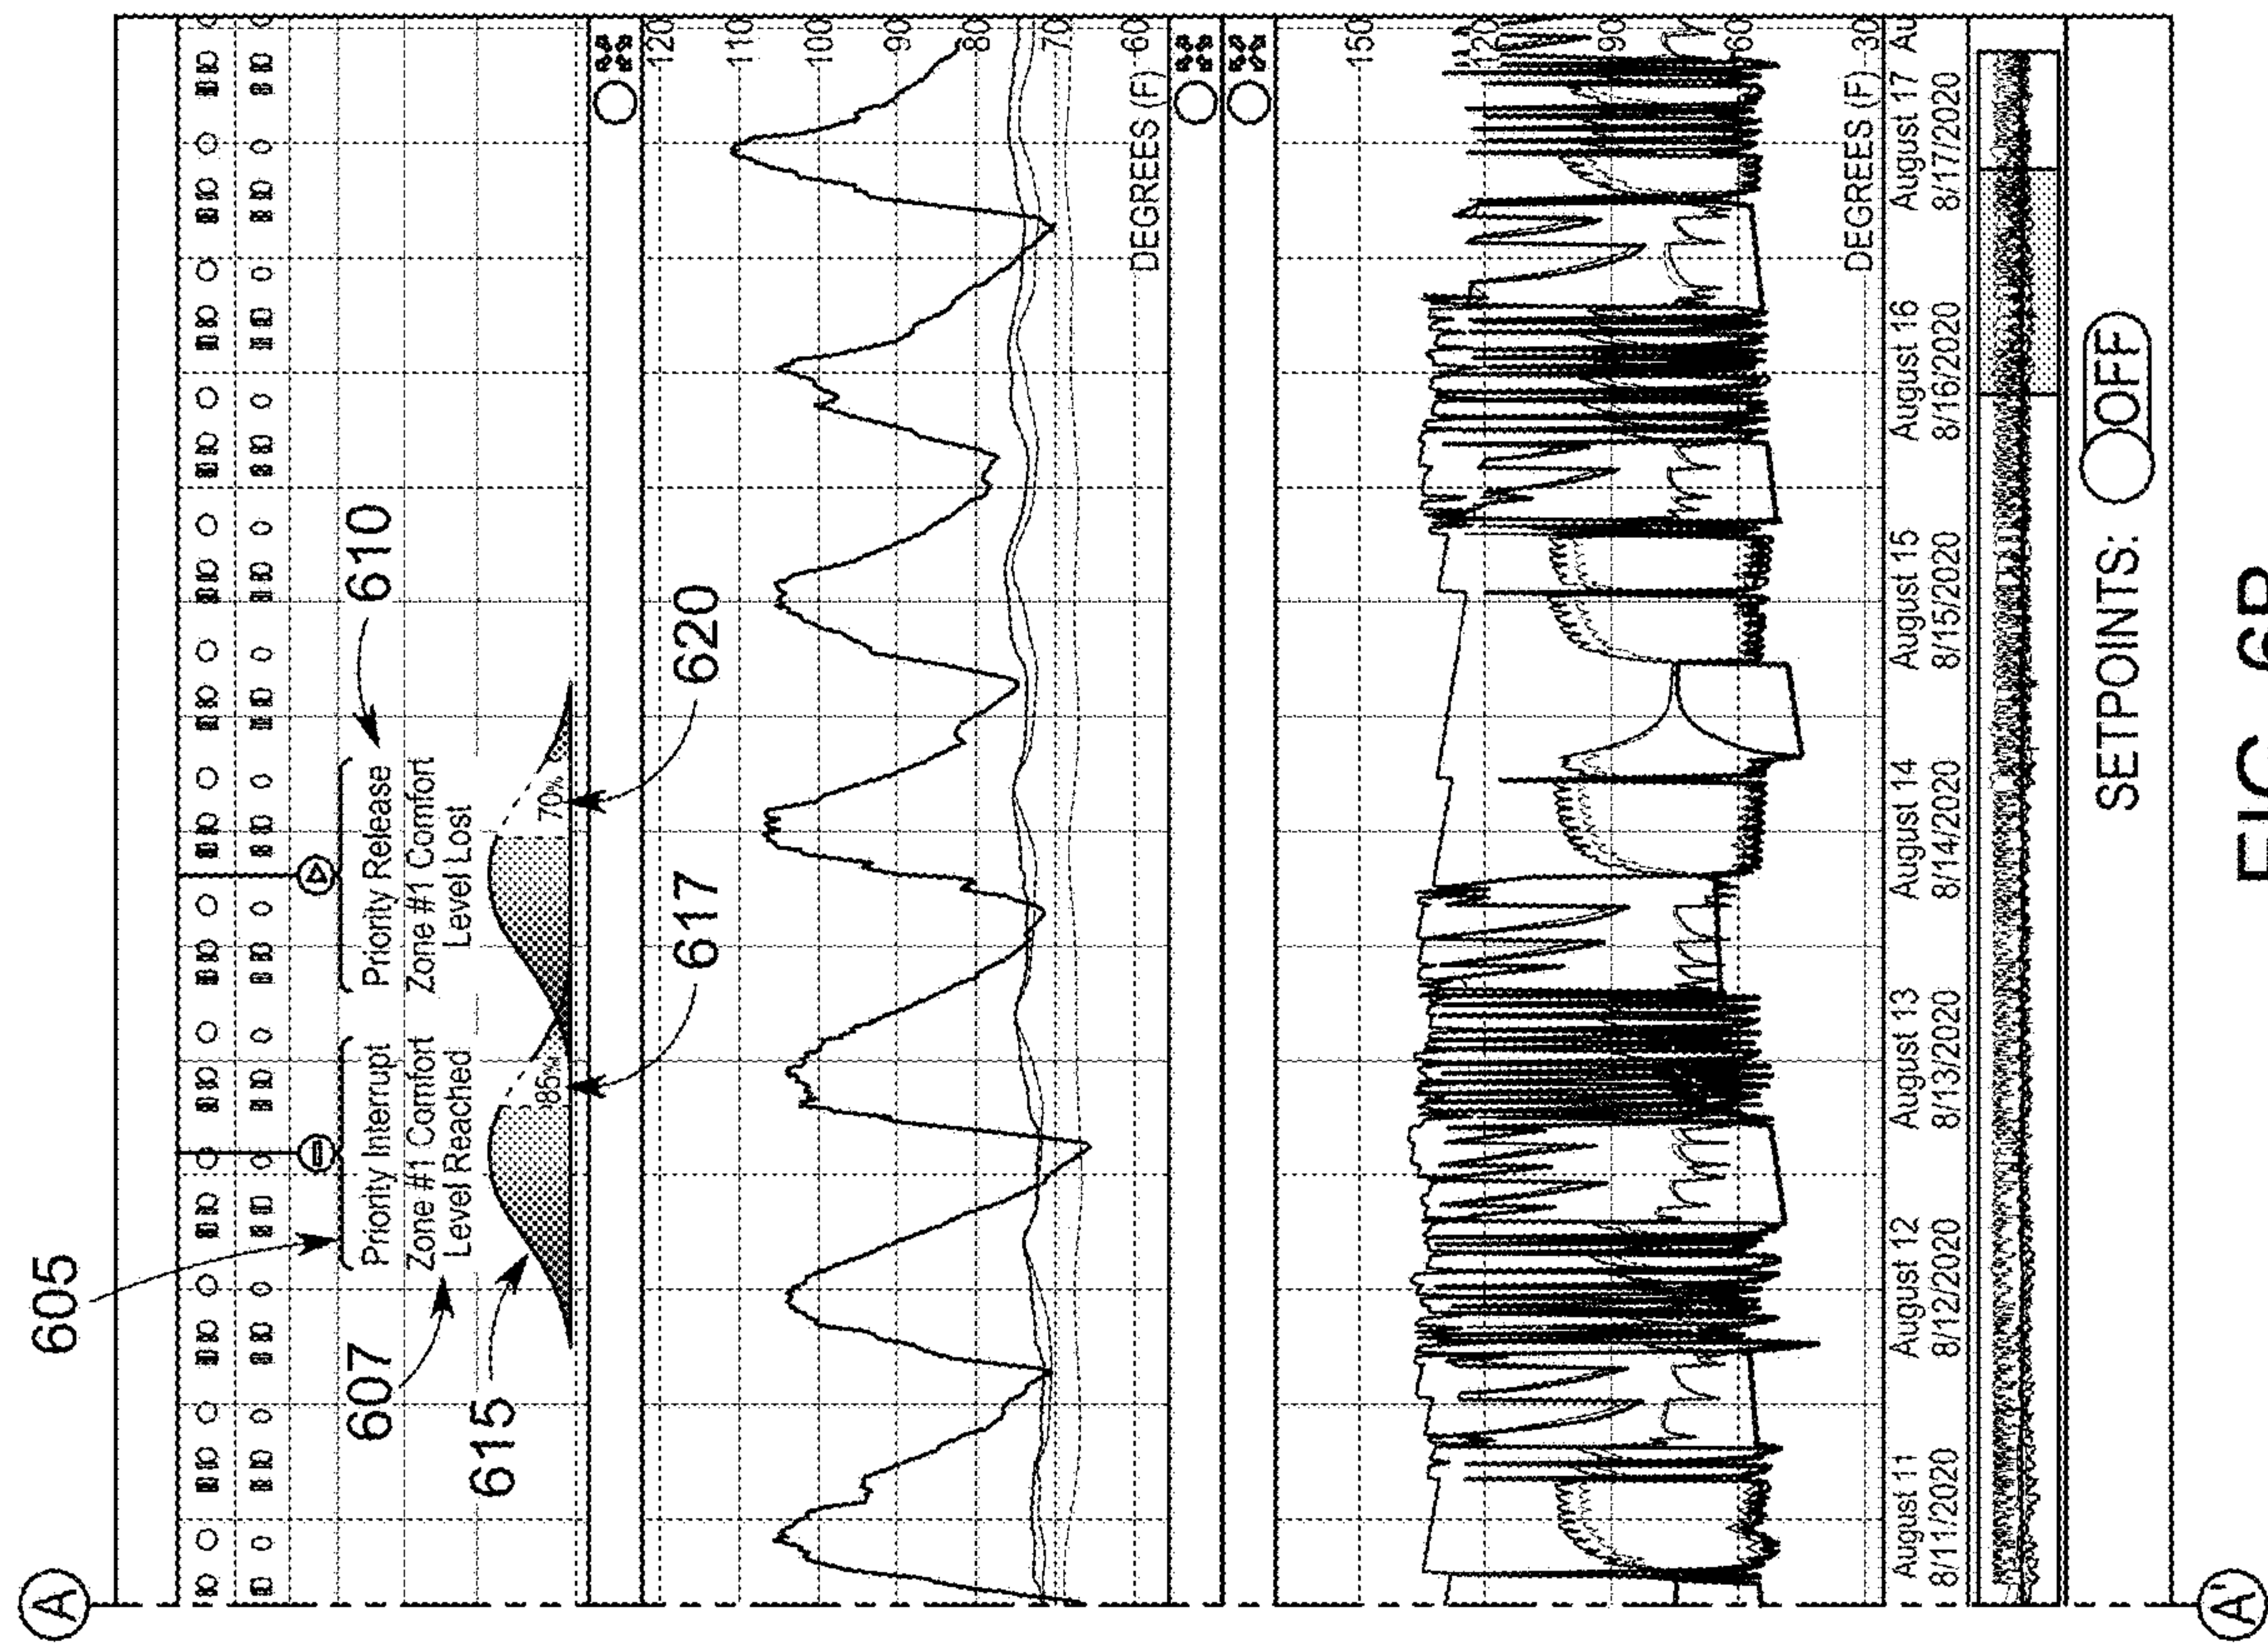 A
605
607
615
Priority Interrupt
Zone #1 Comfort
Level Reached
85%
617
Priority Release
Zone #1 Comfort
Level Lost
70%
610
620
120
110
100
90
80
70
60
DEGREES (F)
150
120
90
60
30
DEGREES (F)
August 11
August 12
August 13
August 14
August 15
August 16
August 17
Au
8/11/2020
8/12/2020
8/13/2020
8/14/2020
8/15/2020
8/16/2020
8/17/2020
SETPOINTS: OFF
A'
FIG. 6B